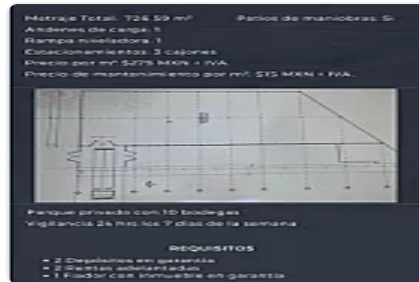 Metraje Total: 726.59 m² Patios de maniobras: Si
Andenes de carga: 1
Rampa niveladora: 1
Estacionamientos: 3 cajones
Precio por m² $275 MXN + IVA.
Precio de mantenimiento por m²: $15 MXN + IVA.
Parque privado con 10 bodegas
Vigilancia 24 hrs los 7 días de la semana
REQUISITOS
• 2 Depósitos en garantía
• 2 Rentas adelantadas
• 1 Fiador con inmueble en garantía